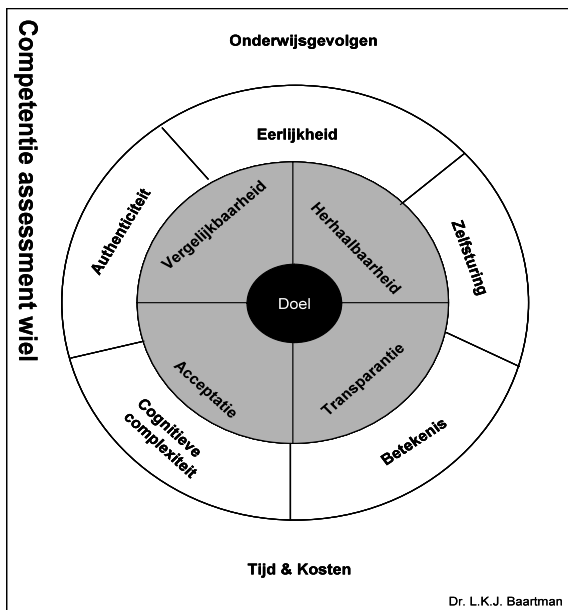 Competentie assessment wiel
Onderwijsgevolgen
Eerlijkheid
Authenticiteit
Vergelijkbaarheid
Herhaalbaarheid
Zelfsturing
Doel
Acceptatie
Transparantie
Cognitieve
complexiteit
Betekenis
Tijd & Kosten
Dr. L.K.J. Baartman